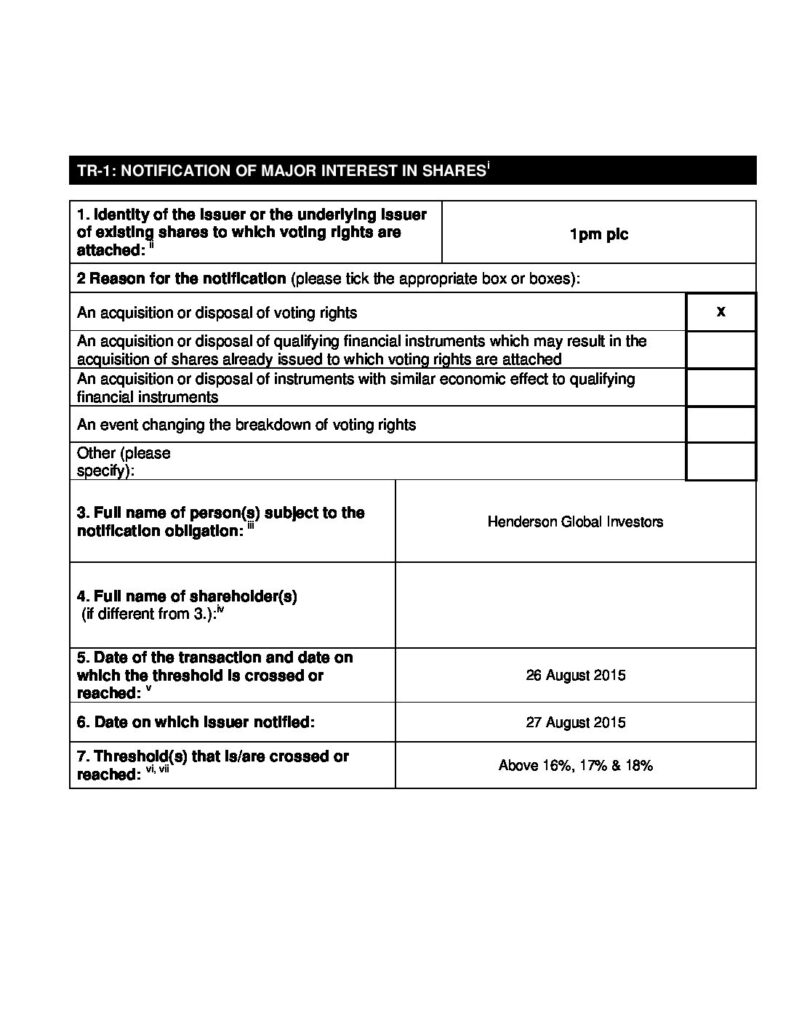 TR-1: NOTIFICATION OF MAJOR INTEREST IN SHARESi
1. Identity of the issuer or the underlying issuer
of existing shares to which voting rights are
attached: ii
1pm plc
2 Reason for the notification (please tick the appropriate box or boxes):
An acquisition or disposal of voting rights
x
An acquisition or disposal of qualifying financial instruments which may result in the
acquisition of shares already issued to which voting rights are attached
An acquisition or disposal of instruments with similar economic effect to qualifying
financial instruments
An event changing the breakdown of voting rights
Other (please
specify):
3. Full name of person(s) subject to the
notification obligation: iii
Henderson Global Investors
4. Full name of shareholder(s)
(if different from 3.):iv
5. Date of the transaction and date on
which the threshold is crossed or
reached: v
26 August 2015
6. Date on which issuer notified:
27 August 2015
7. Threshold(s) that is/are crossed or
reached: vi, vii
Above 16%, 17% & 18%